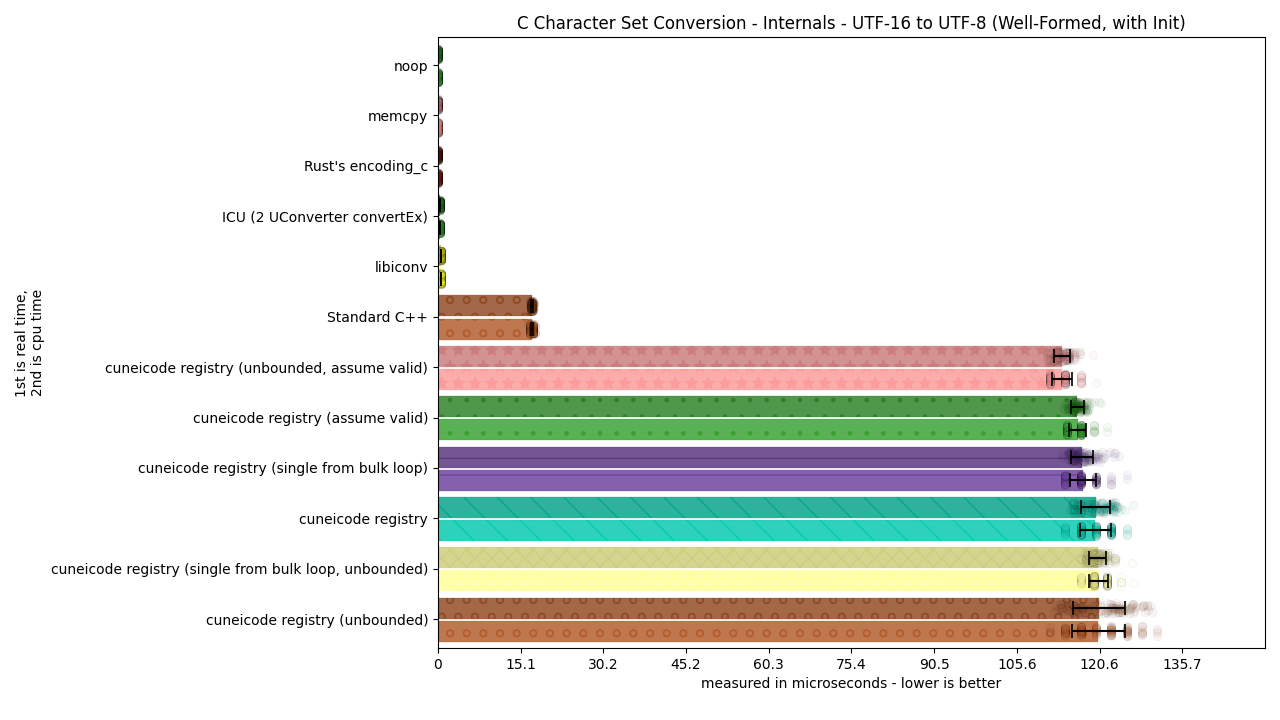 C Character Set Conversion - Internals - UTF-16 to UTF-8 (Well-Formed, with Init)
1st is real time,
2nd is cpu time
noop
memcpy
Rust's encoding_c
ICU (2 UConverter convertEx)
libiconv
Standard C++
cuneicode registry (unbounded, assume valid)
cuneicode registry (assume valid)
cuneicode registry (single from bulk loop)
cuneicode registry
cuneicode registry (single from bulk loop, unbounded)
cuneicode registry (unbounded)
0 15.1 30.2 45.2 60.3 75.4 90.5 105.6 120.6 135.7
measured in microseconds - lower is better